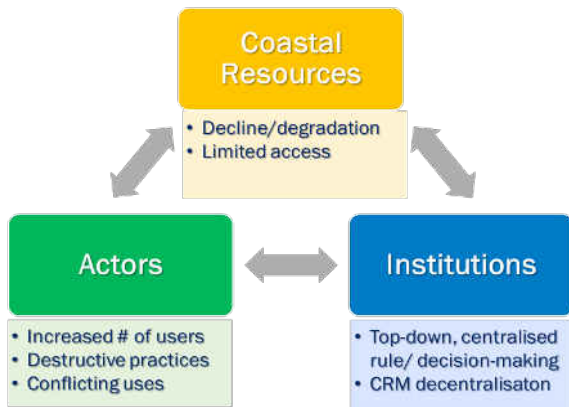 Coastal
Resources
• Decline/degradation
• Limited access
Actors
• Increased # of users
• Destructive practices
• Conflicting uses
Institutions
• Top-down, centralised
rule/ decision-making
• CRM decentralisaton